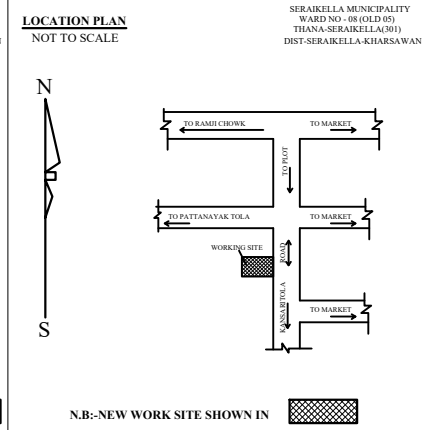 LOCATION PLAN
NOT TO SCALE
SERAIKELLA MUNICIPALITY
WARD NO - 08 (OLD 05)
THANA-SERAIKELLA(301)
DIST-SERAIKELLA-KHARSAWAN
N
S
TO RAMJI CHOWK
TO MARKET
TO PLOT
TO PATTANAYAK TOLA
TO MARKET
WORKING SITE
ROAD
KANSARITOLA
TO MARKET
N.B:-NEW WORK SITE SHOWN IN